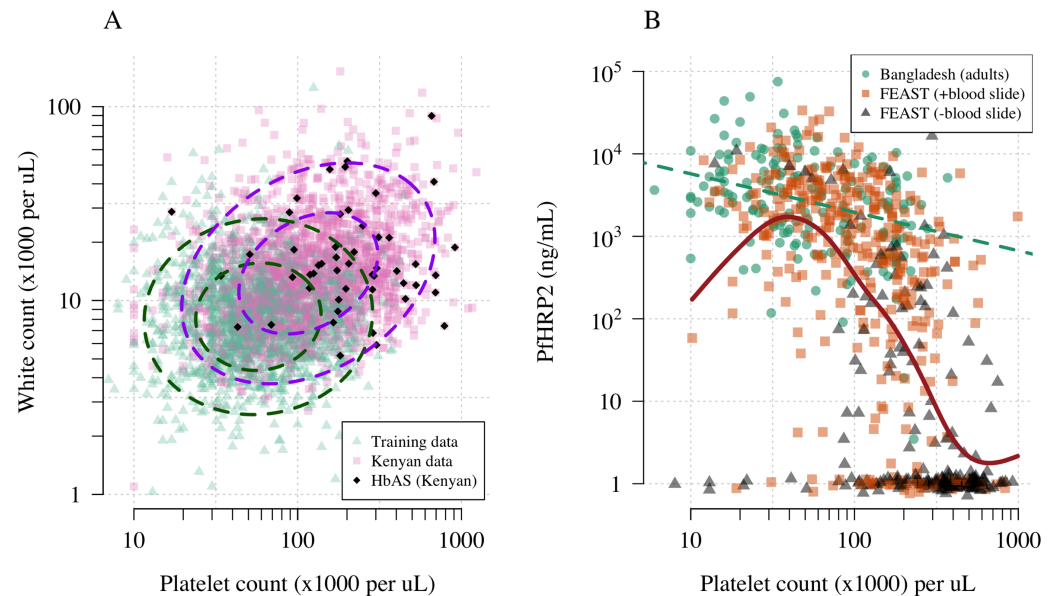 A
100
10
1
White count (x1000 per uL)
Training data
Kenyan data
HbAS (Kenyan)
10
100
1000
Platelet count (x1000 per uL)
B
10^5
10^4
10^3
10^2
10
1
PfHRP2 (ng/mL)
Bangladesh (adults)
FEAST (+blood slide)
FEAST (-blood slide)
10
100
1000
Platelet count (x1000) per uL